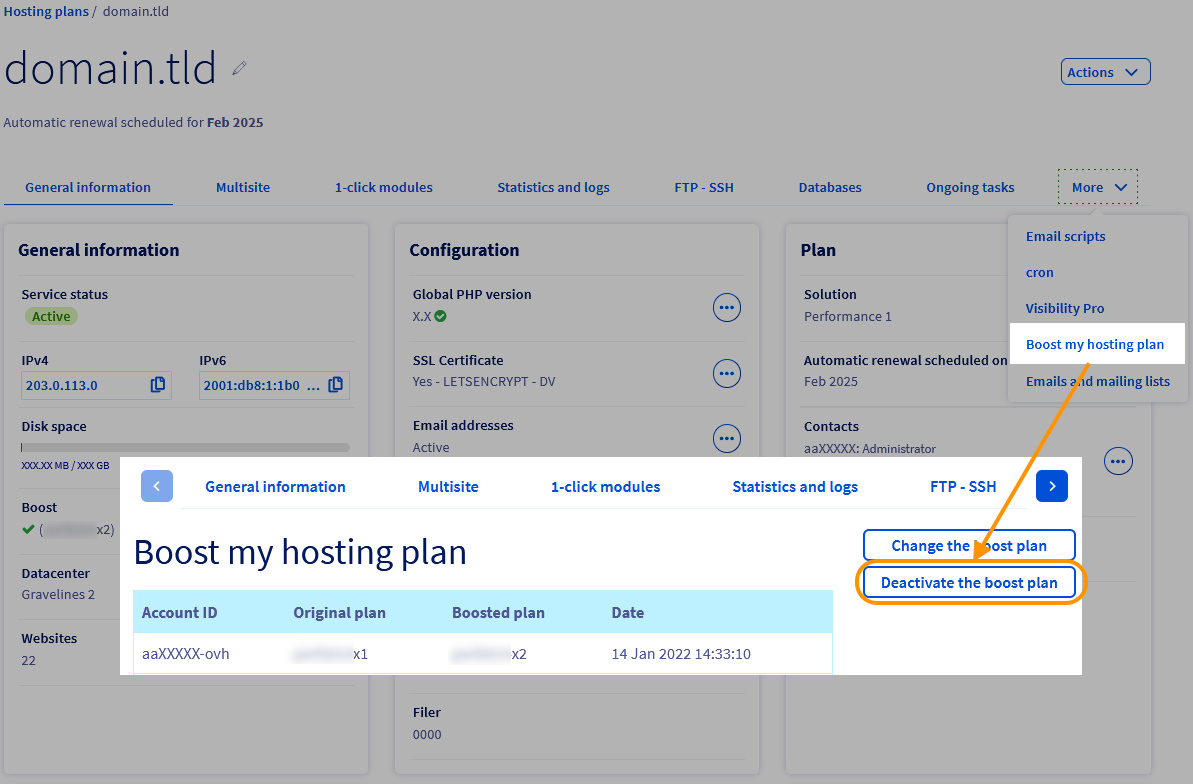 Hosting plans / domain.tld
domain.tld
Actions
Automatic renewal scheduled for Feb 2025
General information Multisite 1-click modules Statistics and logs FTP - SSH Databases Ongoing tasks More
Email scripts
cron
Visibility Pro
Boost my hosting plan
Emails and mailing lists
General information
Service status
Active
IPv4 IPv6
203.0.113.0 2001:db8:1:1b0 ...
Disk space
XXX.XX MB / XXX GB
Boost
( x2)
Datacenter
Gravelines 2
Websites
22
Configuration
Global PHP version
X.X
SSL Certificate
Yes - LETSENCRYPT - DV
Email addresses
Active
Filer
0000
Plan
Solution
Performance 1
Automatic renewal scheduled on
Feb 2025
Contacts
aaXXXXX: Administrator
General information Multisite 1-click modules Statistics and logs FTP - SSH
Boost my hosting plan
Change the boost plan
Deactivate the boost plan
Account ID Original plan Boosted plan Date
aaXXXXX-ovh x1 x2 14 Jan 2022 14:33:10